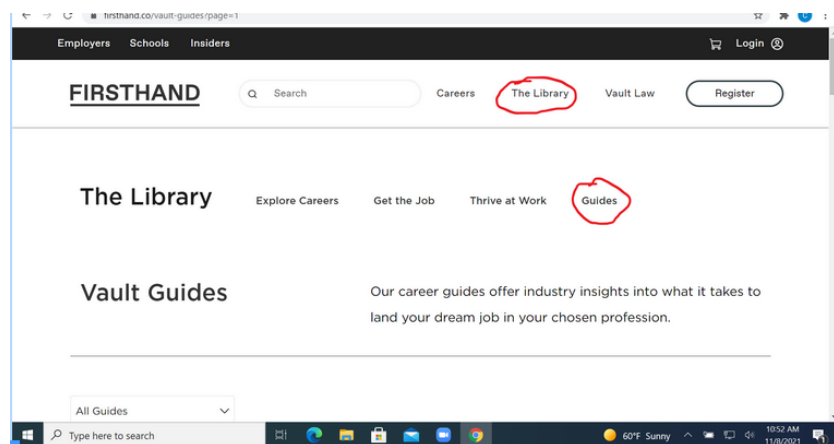 firsthand.co/vault-guides?page=1
Employers Schools Insiders Login
FIRSTHAND Search Careers The Library Vault Law Register
The Library Explore Careers Get the Job Thrive at Work Guides
Vault Guides
Our career guides offer industry insights into what it takes to
land your dream job in your chosen profession.
All Guides
Type here to search 60°F Sunny 10:52 AM
11/8/2021